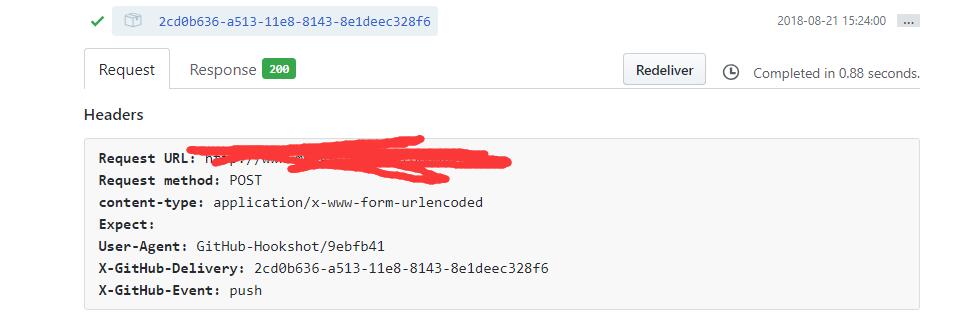 2cd0b636-a513-11e8-8143-8e1deec328f6 2018-08-21 15:24:00 ...
Request Response 200 Redeliver Completed in 0.88 seconds.
Headers
Request URL:
Request method: POST
content-type: application/x-www-form-urlencoded
Expect:
User-Agent: GitHub-Hookshot/9ebfb41
X-GitHub-Delivery: 2cd0b636-a513-11e8-8143-8e1deec328f6
X-GitHub-Event: push